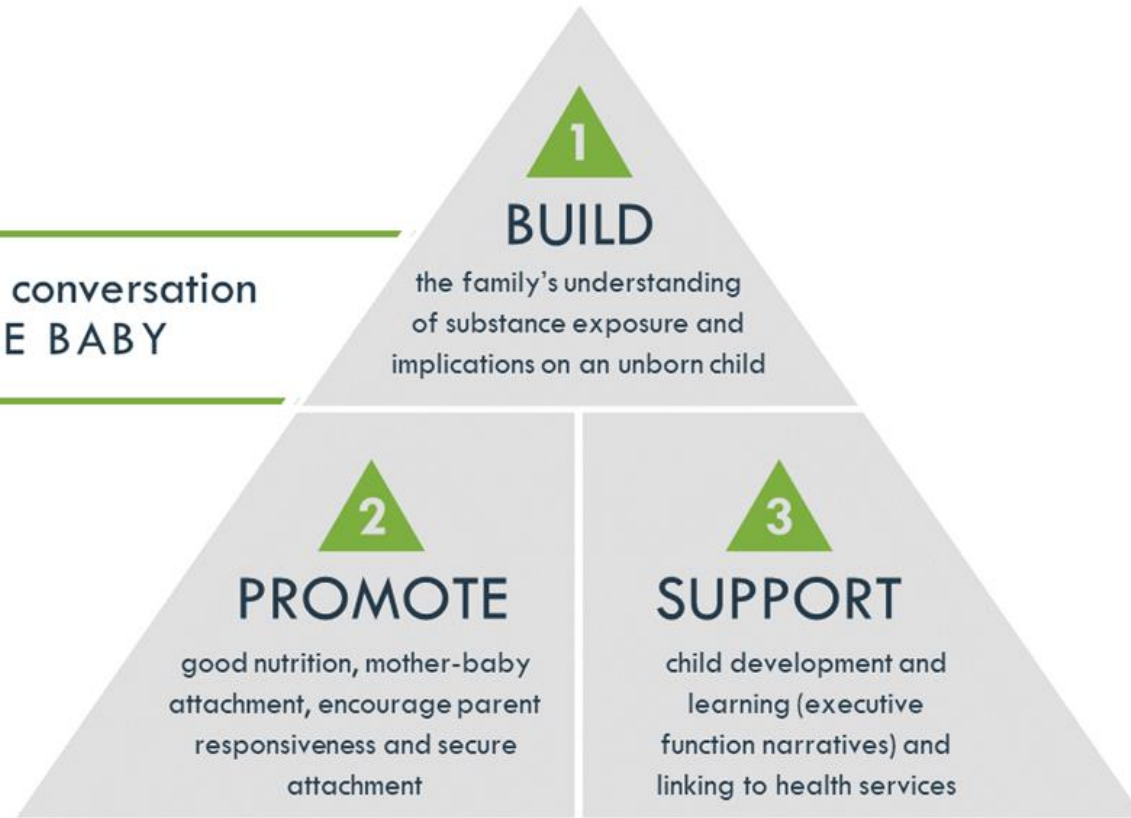 conversation
E BABY
1
BUILD
the family's understanding
of substance exposure and
implications on an unborn child
2
PROMOTE
good nutrition, mother-baby
attachment, encourage parent
responsiveness and secure
attachment
3
SUPPORT
child development and
learning (executive
function narratives) and
linking to health services